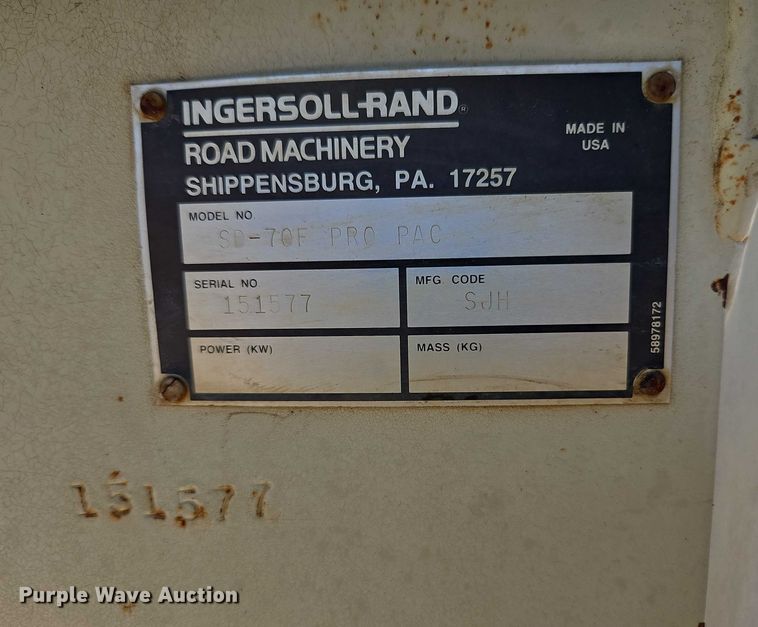 INGERSOLL-RAND®
ROAD MACHINERY
MADE IN
USA
SHIPPENSBURG, PA. 17257
MODEL NO
SD-70F PRO PAC
SERIAL NO
151577
MFG. CODE
SJH
POWER (KW)
MASS (KG)
58978172
151577
Purple Wave Auction